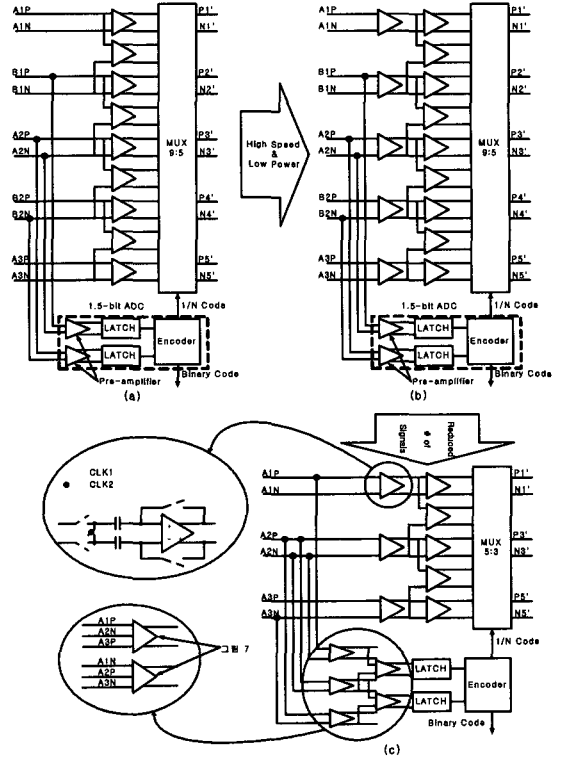 A1P
A1N
P1'
N1'
B1P
B1N
P2'
N2'
A2P
A2N
MUX
9:5
P3'
N3'
B2P
B2N
P4'
N4'
A3P
A3N
P5'
N5'
1.5-bit ADC
1/N Code
LATCH
LATCH
Encoder
Pre-amplifier
Binary Code
(a)
High Speed
&
Low Power
A1P
A1N
P1'
N1'
B1P
B1N
P2'
N2'
A2P
A2N
MUX
9:5
P3'
N3'
B2P
B2N
P4'
N4'
A3P
A3N
P5'
N5'
1.5-bit ADC
1/N Code
LATCH
LATCH
Encoder
Pre-amplifier
Binary Code
(b)
Reduced
# of
Signals
CLK1
CLK2
A1P
A1N
P1'
N1'
A2P
A2N
MUX
5:3
P3'
N3'
A3P
A3N
P5'
N5'
1/N Code
LATCH
LATCH
Encoder
Binary Code
(c)
A1P
A2N
A3P
A1N
A2P
A3N
그림 7